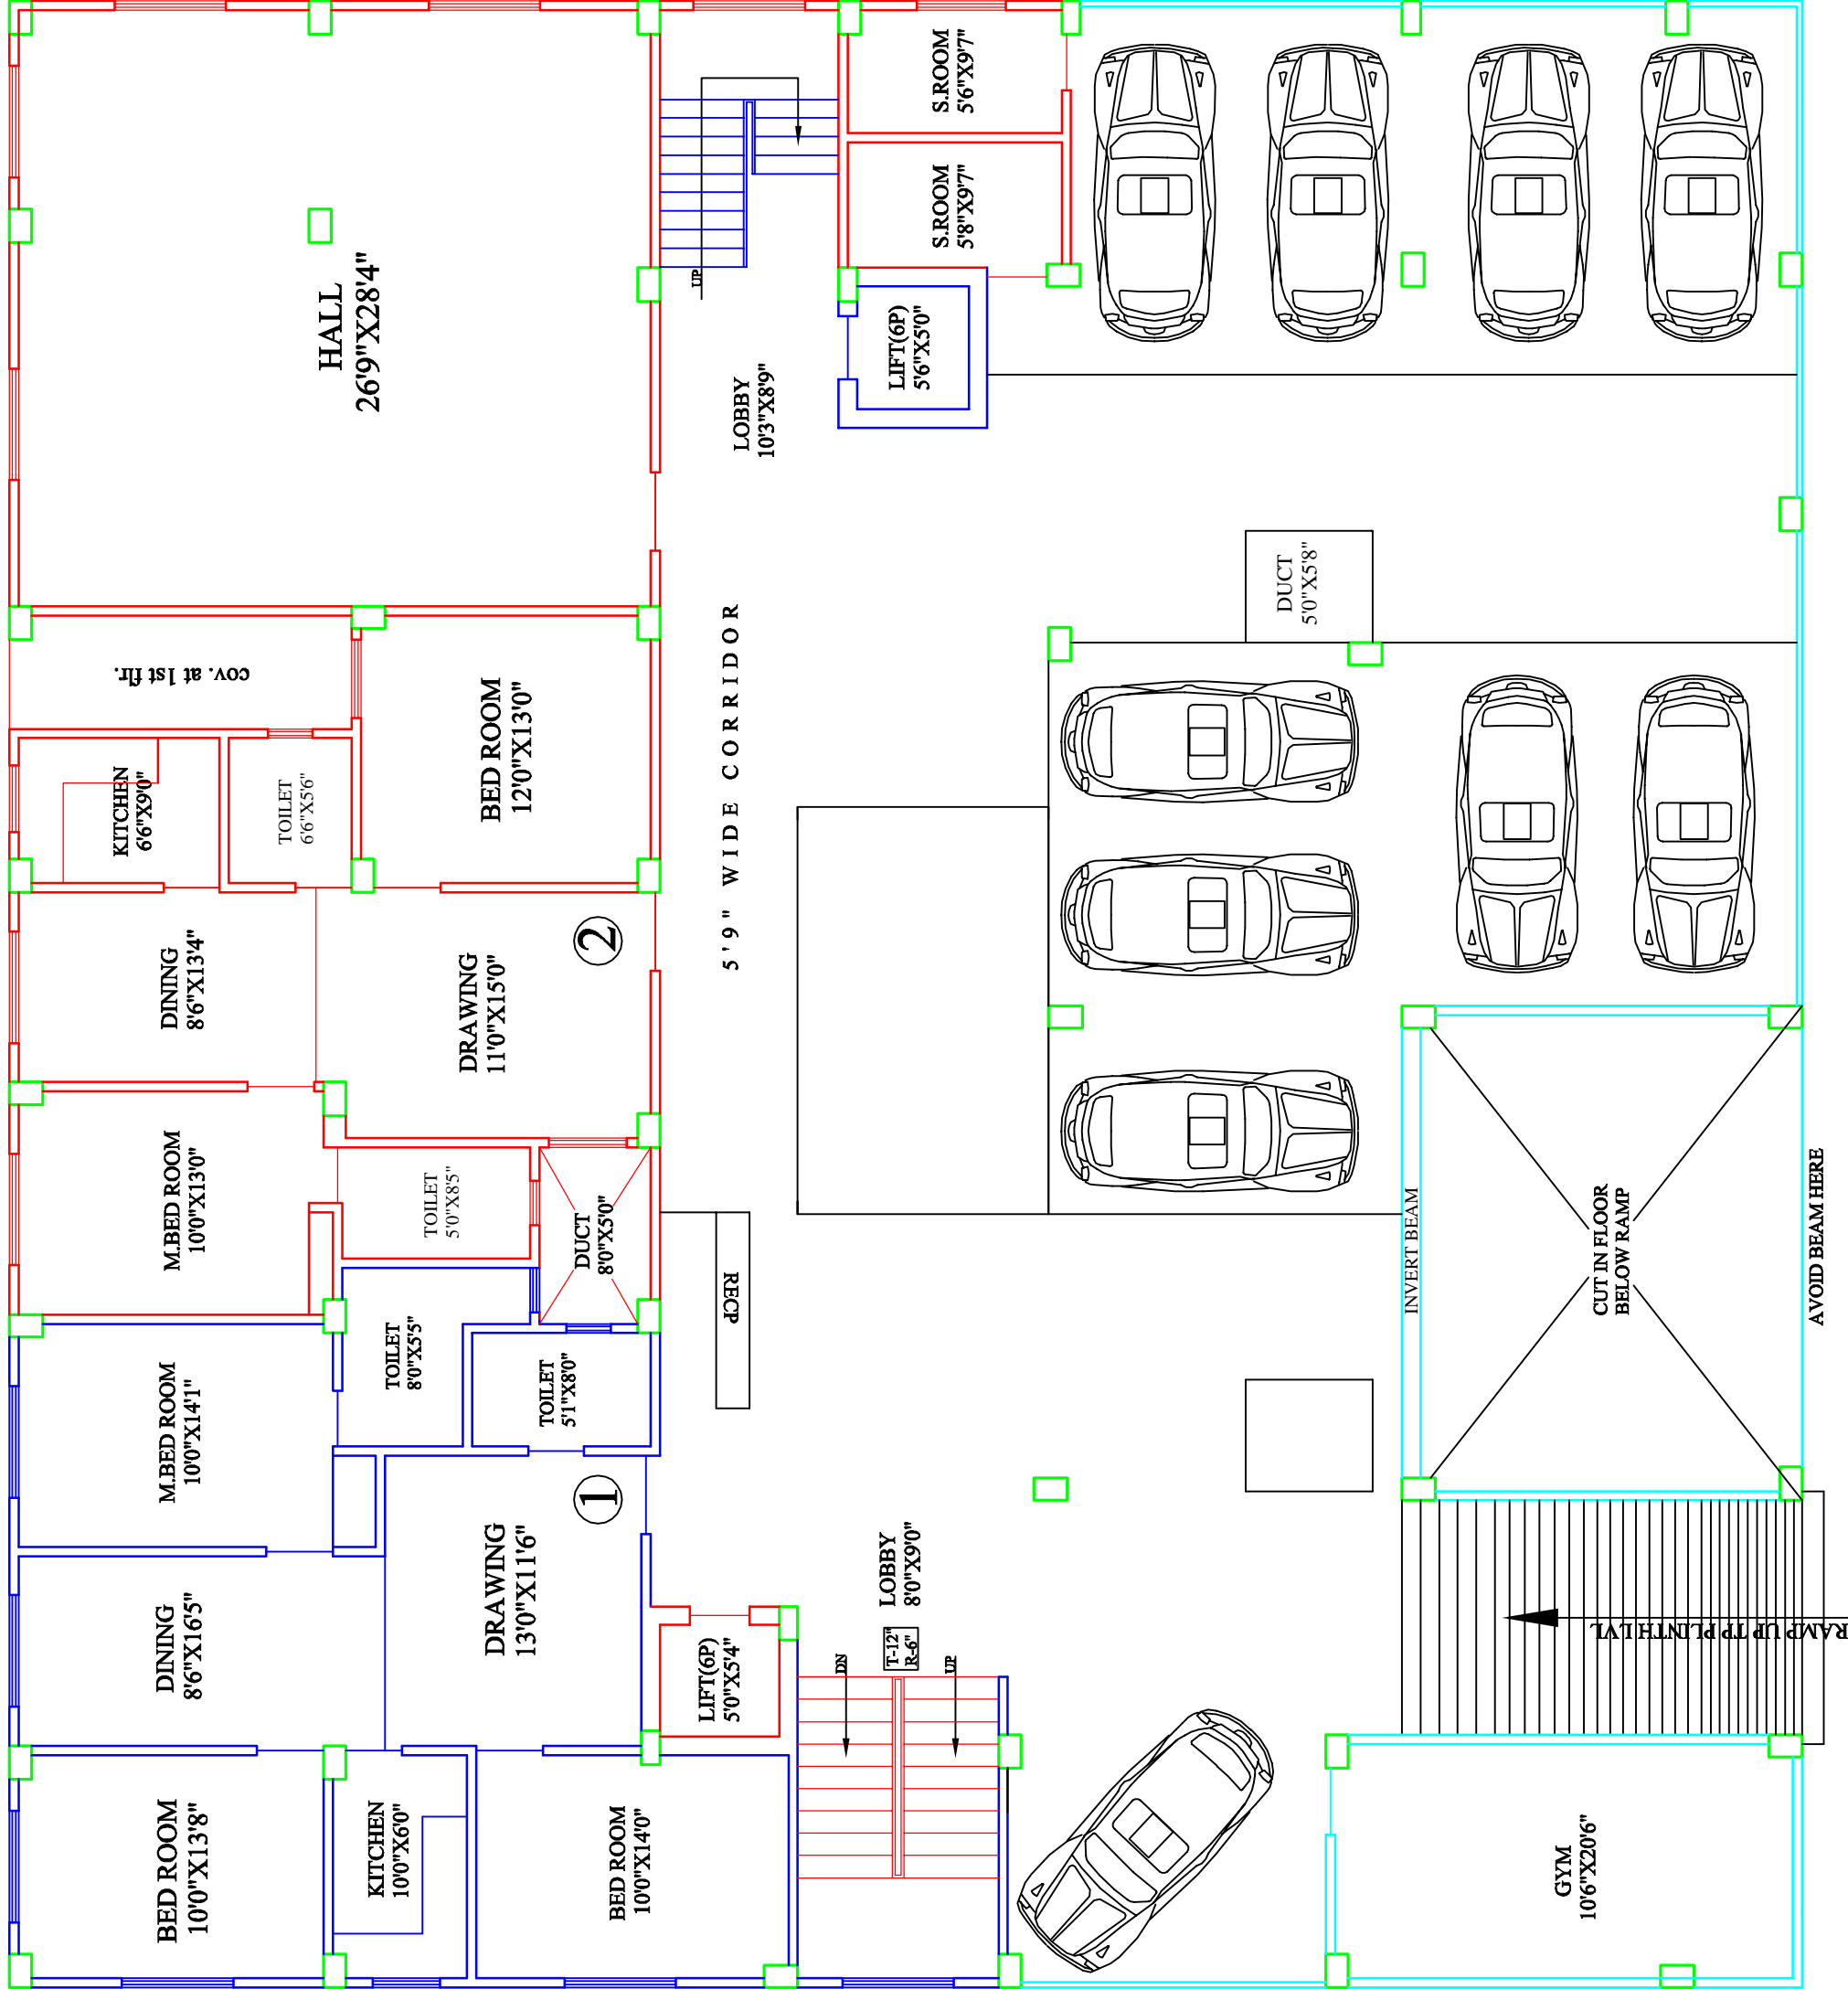 HALL
26'9"X28'4"
S.ROOM
5'6"X9'7"
S.ROOM
5'8"X9'7"
UP
LIFT(6P)
5'6"X5'0"
LOBBY
10'3"X8'9"
DUCT
5'0"X5'8"
cov. at 1st flr.
KITCHEN
6'6"X9'0"
TOILET
6'6"X5'6"
BED ROOM
12'0"X13'0"
5'9" WIDE CORRIDOR
DINING
8'6"X13'4"
DRAWING
11'0"X15'0"
2
M.BED ROOM
10'0"X13'0"
TOILET
5'0"X8'5"
DUCT
8'0"X5'0"
RECP
INVERT BEAM
CUT IN FLOOR
BELOW RAMP
AVOID BEAM HERE
M.BED ROOM
10'0"X14'1"
TOILET
8'0"X5'5"
TOILET
5'1"X8'0"
1
DINING
8'6"X16'5"
DRAWING
13'0"X11'6"
LIFT(6P)
5'0"X5'4"
LOBBY
8'0"X9'0"
T-12"
R-6"
DN
UP
RAMP UP TP PLINTH LVL
BED ROOM
10'0"X13'8"
KITCHEN
10'0"X6'0"
BED ROOM
10'0"X14'0"
GYM
10'6"X20'6"